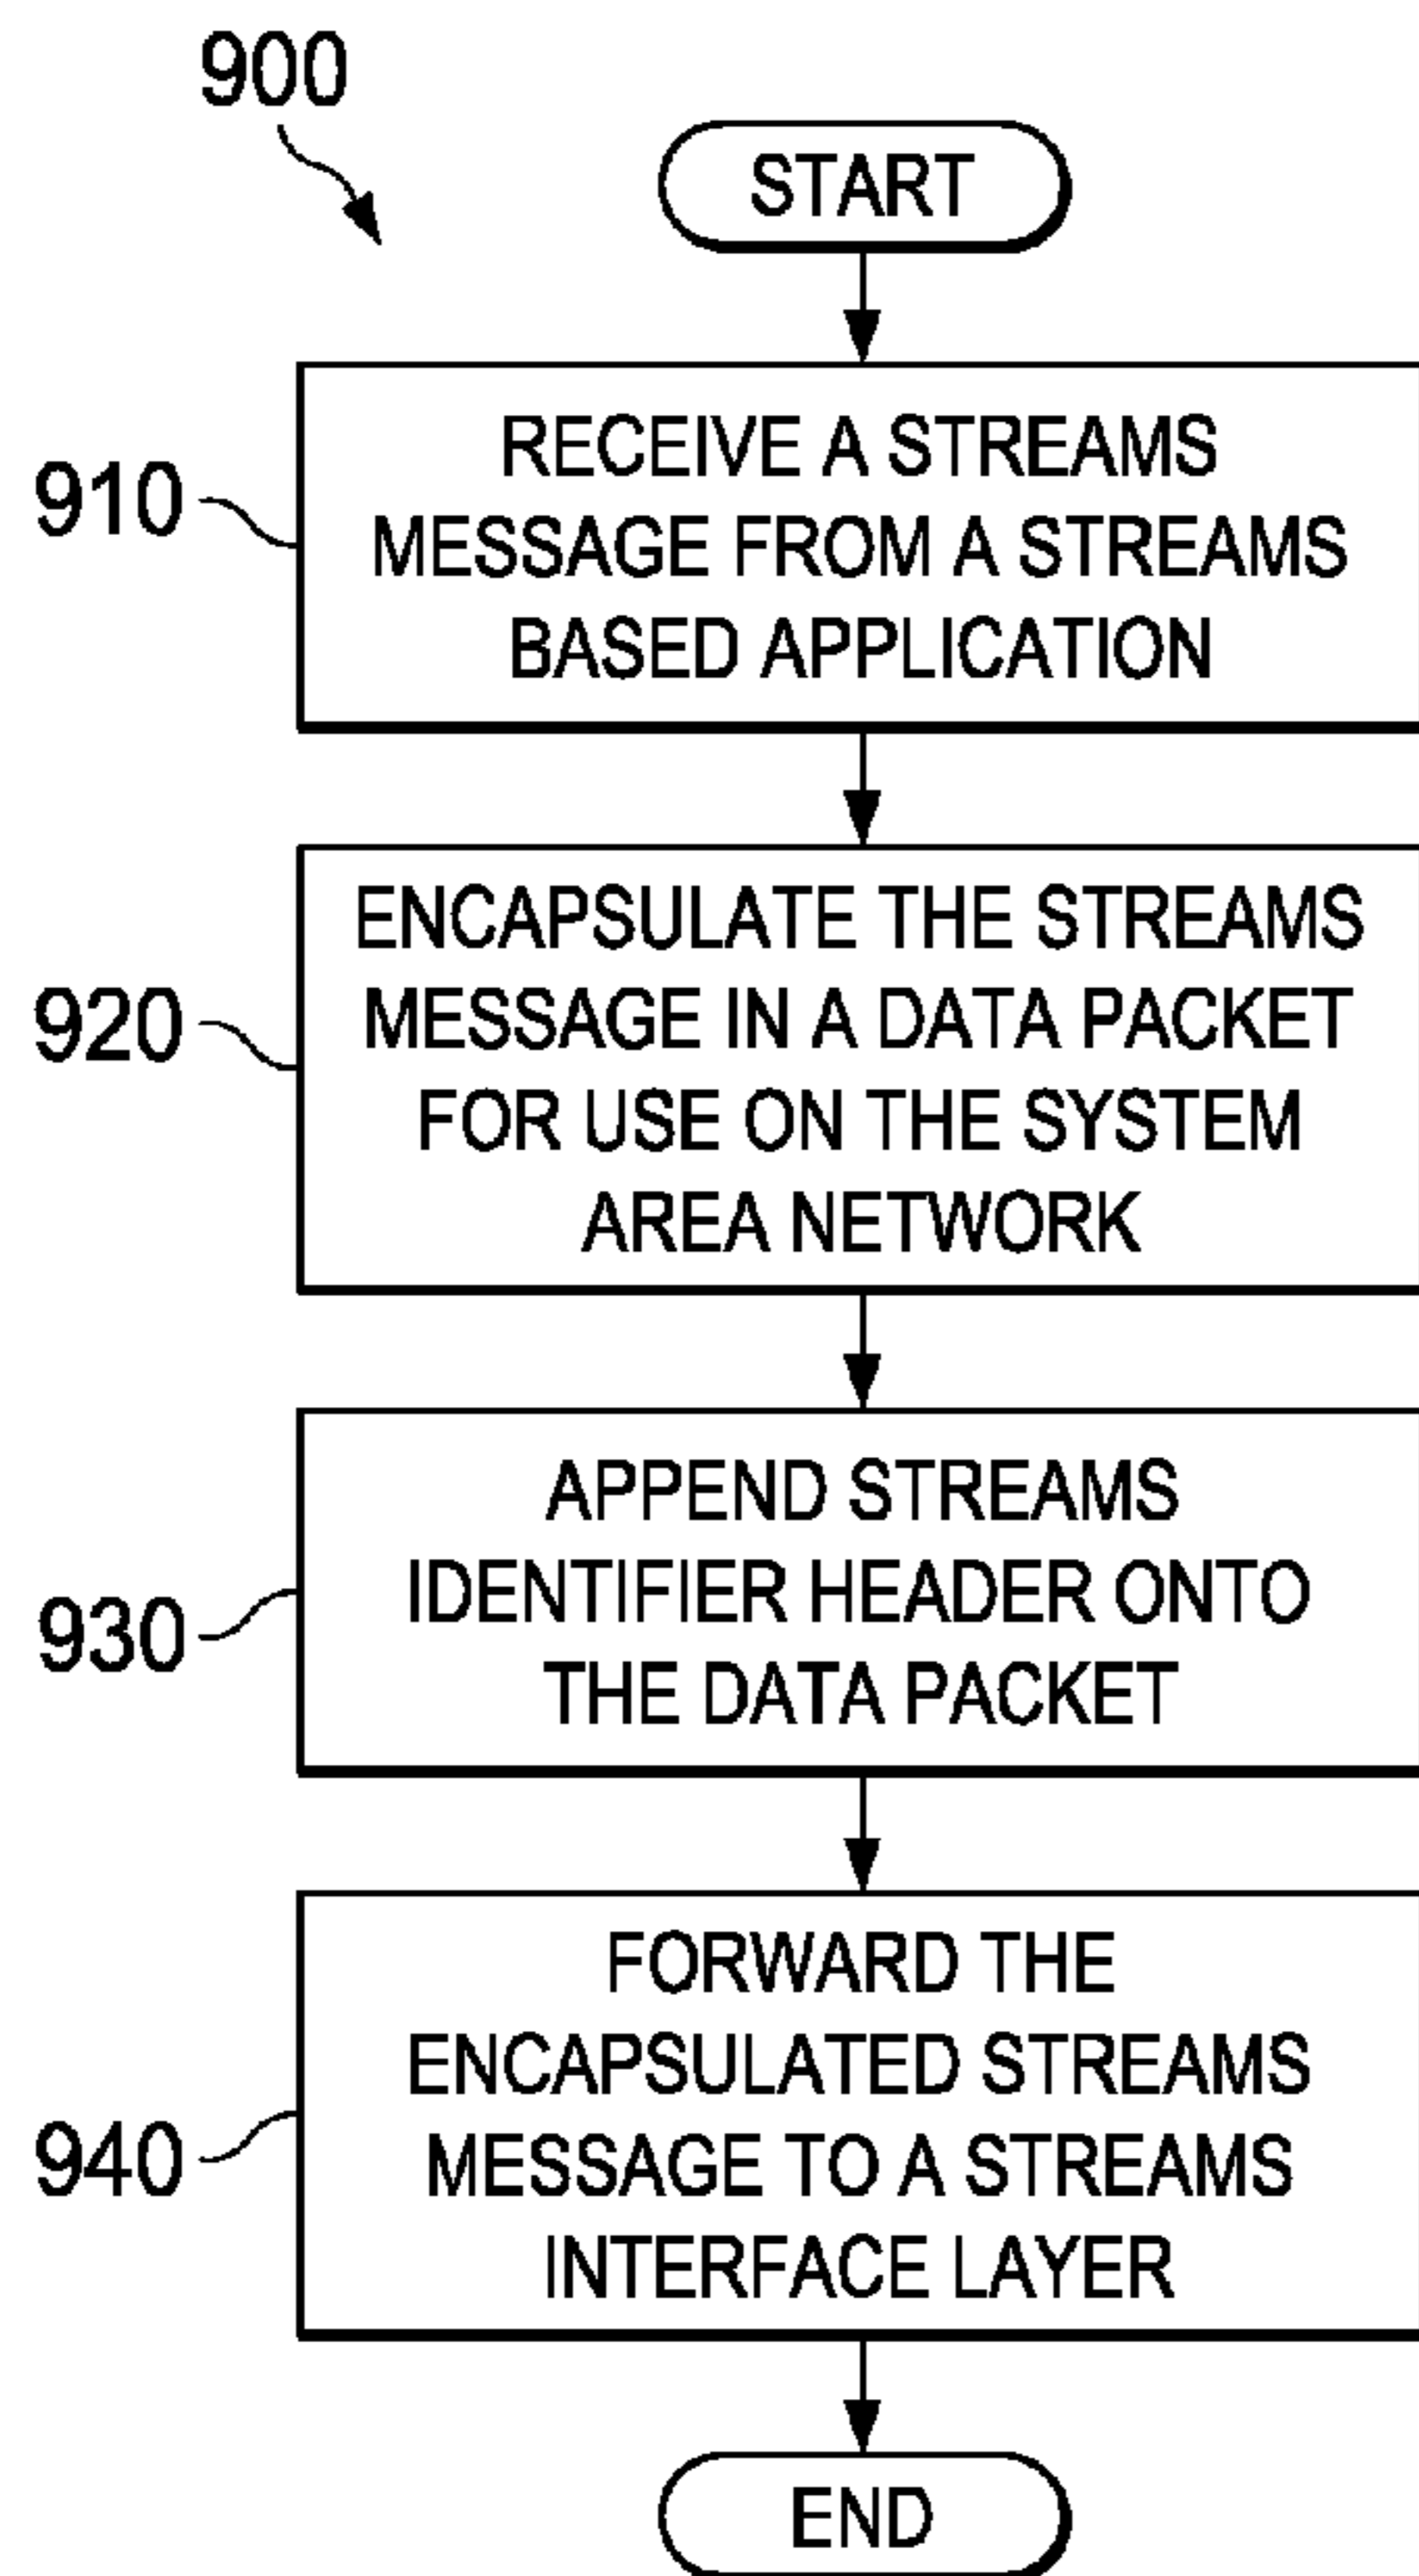 900
START
910
RECEIVE A STREAMS
MESSAGE FROM A STREAMS
BASED APPLICATION
920
ENCAPSULATE THE STREAMS
MESSAGE IN A DATA PACKET
FOR USE ON THE SYSTEM
AREA NETWORK
930
APPEND STREAMS
IDENTIFIER HEADER ONTO
THE DATA PACKET
940
FORWARD THE
ENCAPSULATED STREAMS
MESSAGE TO A STREAMS
INTERFACE LAYER
END